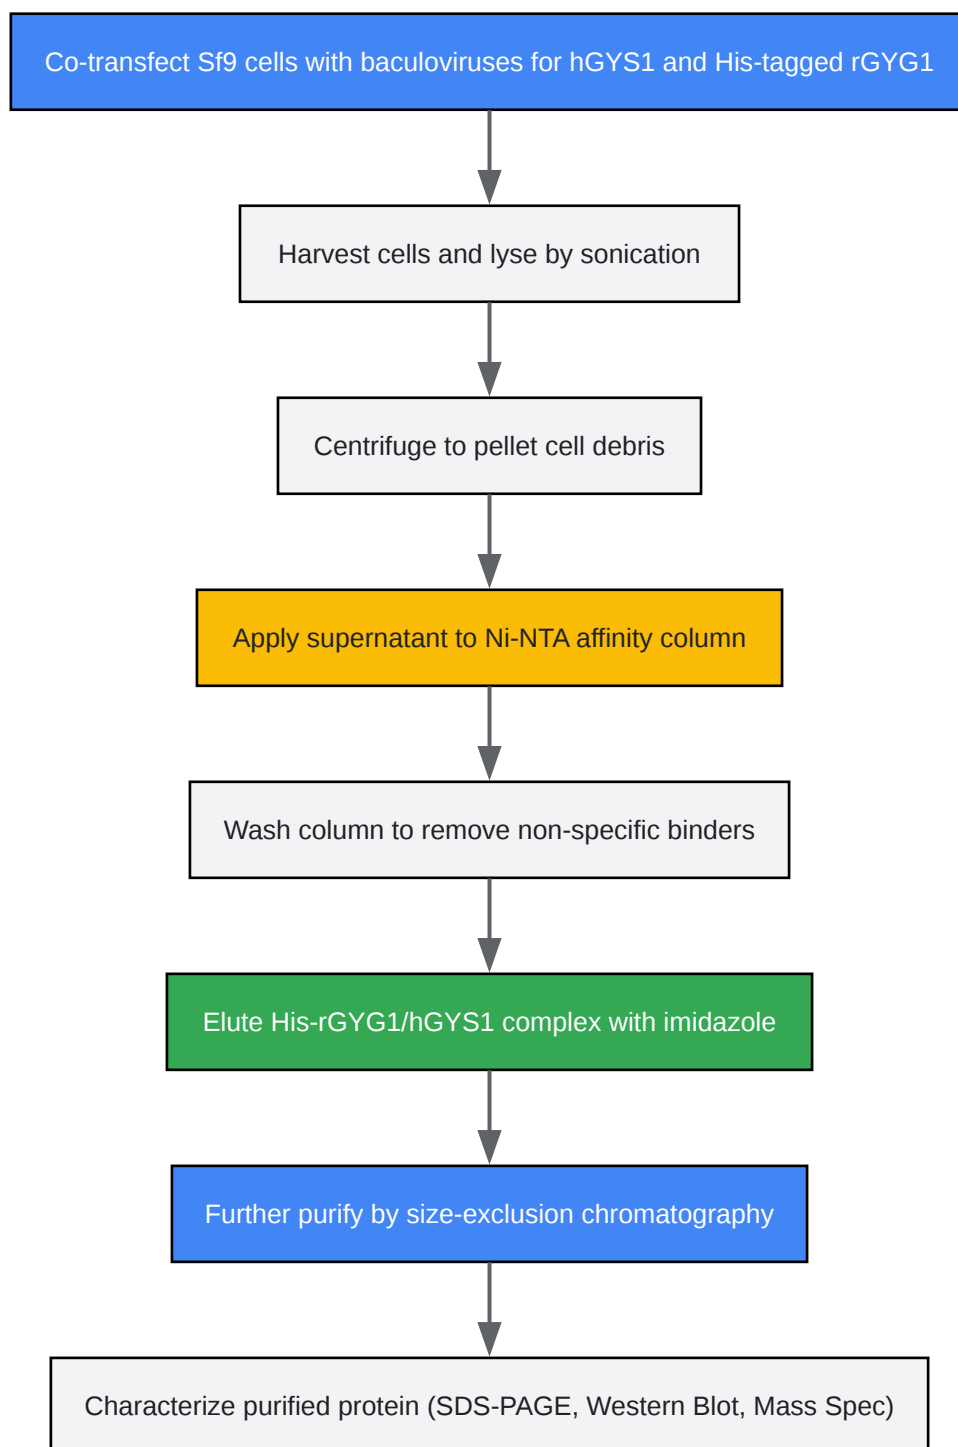 Co-transfect Sf9 cells with baculoviruses for hGYS1 and His-tagged rGYG1
Harvest cells and lyse by sonication
Centrifuge to pellet cell debris
Apply supernatant to Ni-NTA affinity column
Wash column to remove non-specific binders
Elute His-rGYG1/hGYS1 complex with imidazole
Further purify by size-exclusion chromatography
Characterize purified protein (SDS-PAGE, Western Blot, Mass Spec)